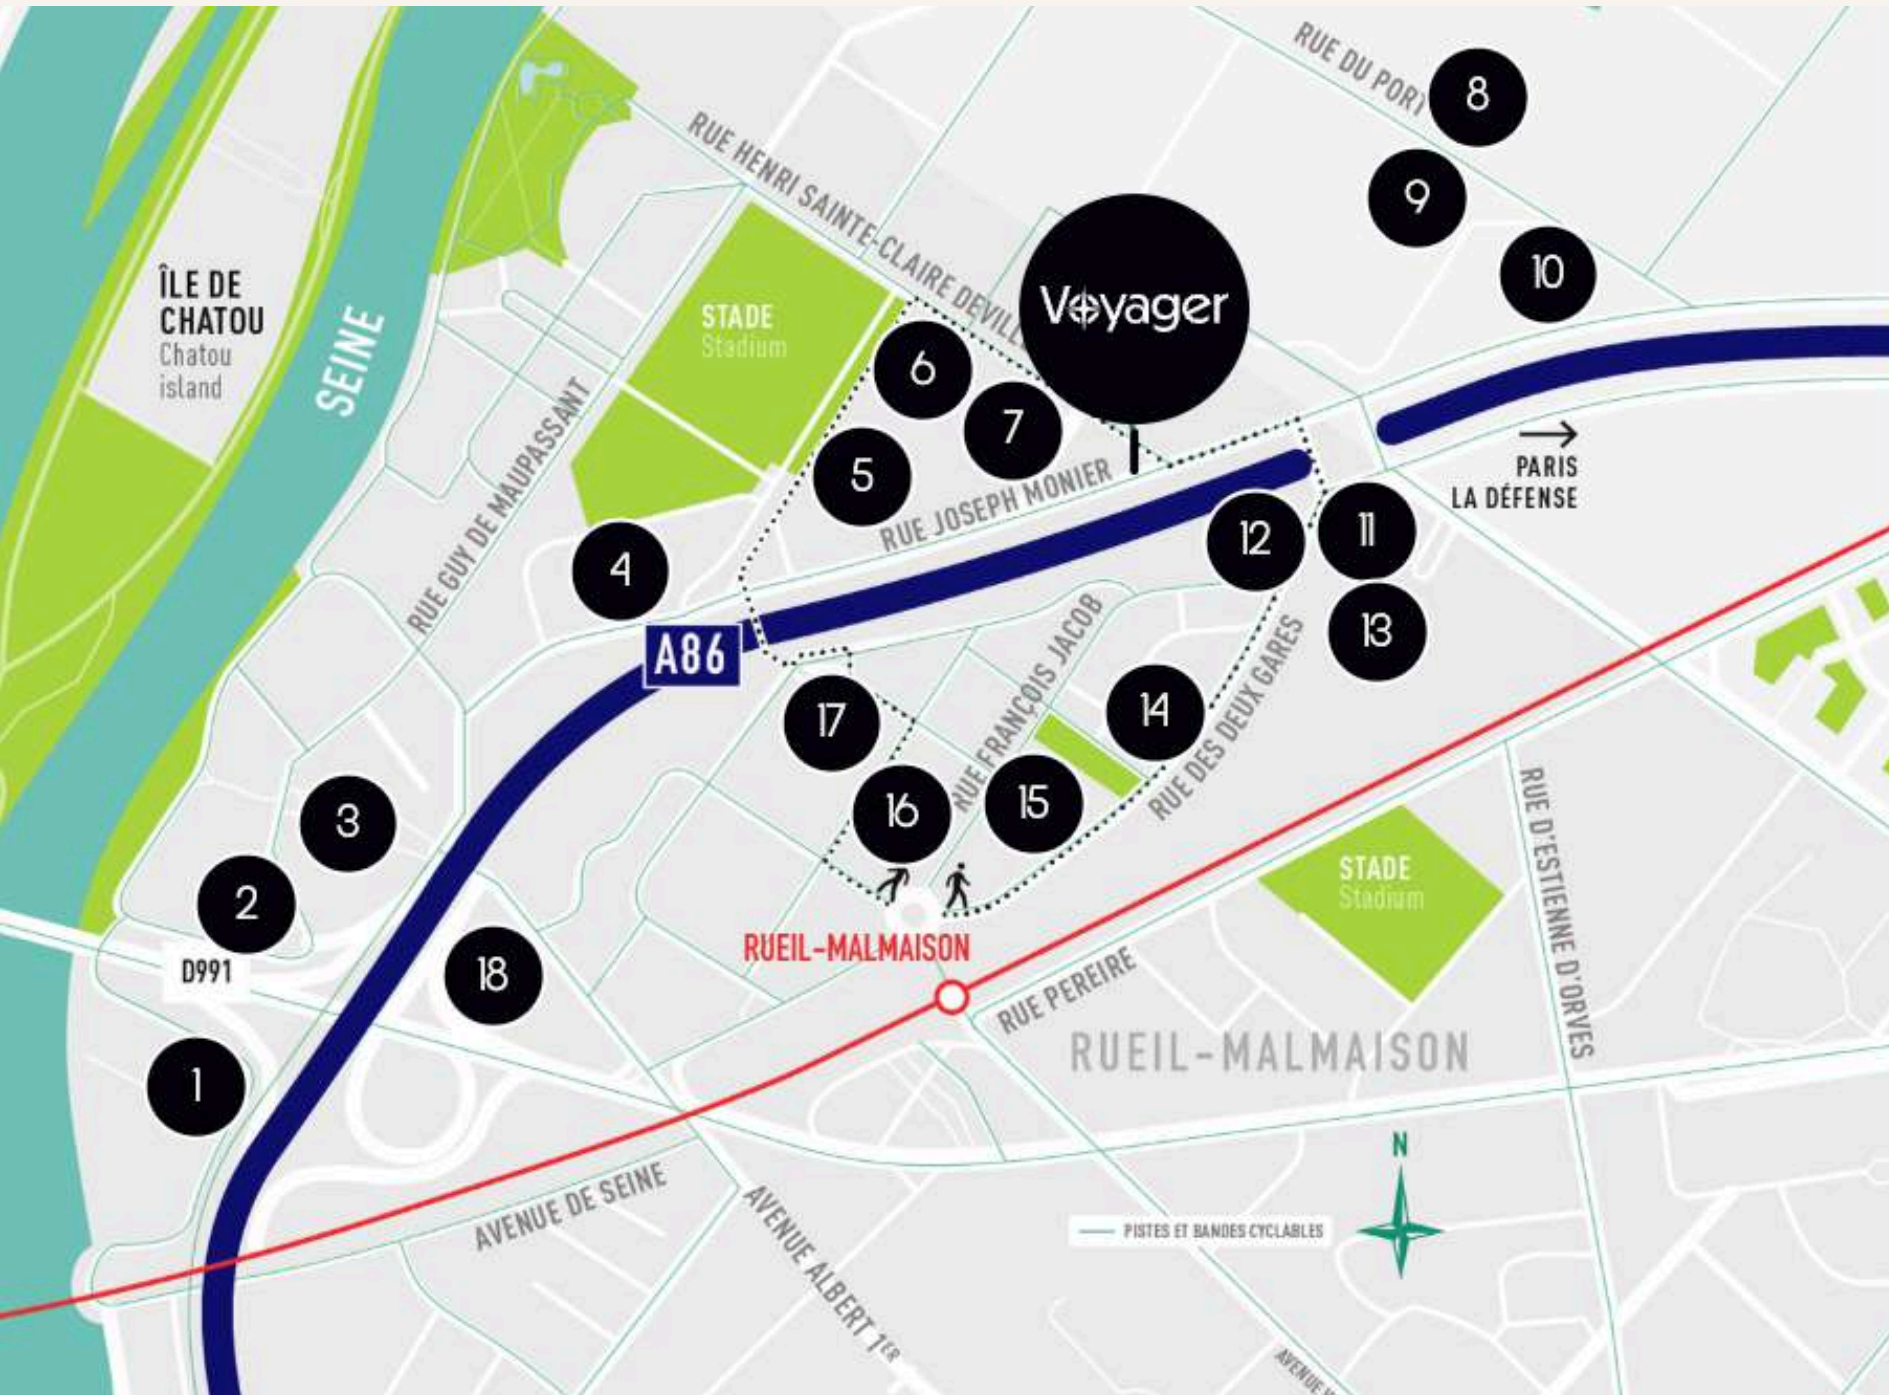 RUE DU PORT
8
9
10
RUE HENRI SAINTE-CLAIRE DEVILL
Voyager
ÎLE DE
CHATOU
Chatou
island
SEINE
STADE
Stadium
6
7
5
RUE JOSEPH MONIER
RUE GUY DE MAUPASSANT
4
PARIS
LA DÉFENSE
12
11
13
A86
RUE FRANÇOIS JACOB
RUE DES DEUX GARES
17
14
16
15
3
2
D991
18
1
RUEIL-MALMAISON
RUE PEREIRE
STADE
Stadium
RUE D'ESTIENNE D'ORVES
RUEIL-MALMAISON
AVENUE DE SEINE
AVENUE ALBERT 1ER
N
PISTES ET BANDES CYCLABLES
AVENUE